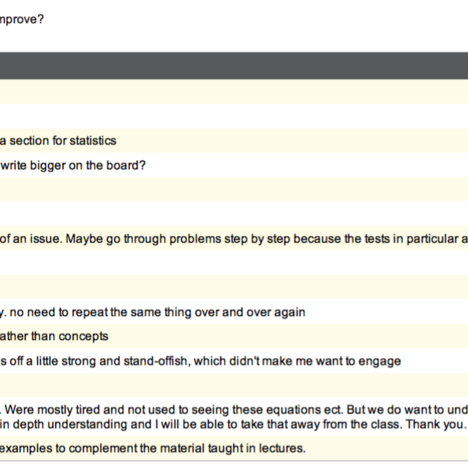 mprove?
a section for statistics
write bigger on the board?
of an issue. Maybe go through problems step by step because the tests in particular a
y. no need to repeat the same thing over and over again
ather than concepts
s off a little strong and stand-offish, which didn't make me want to engage
. Were mostly tired and not used to seeing these equations ect. But we do want to und
in depth understanding and I will be able to take that away from the class. Thank you.
examples to complement the material taught in lectures.